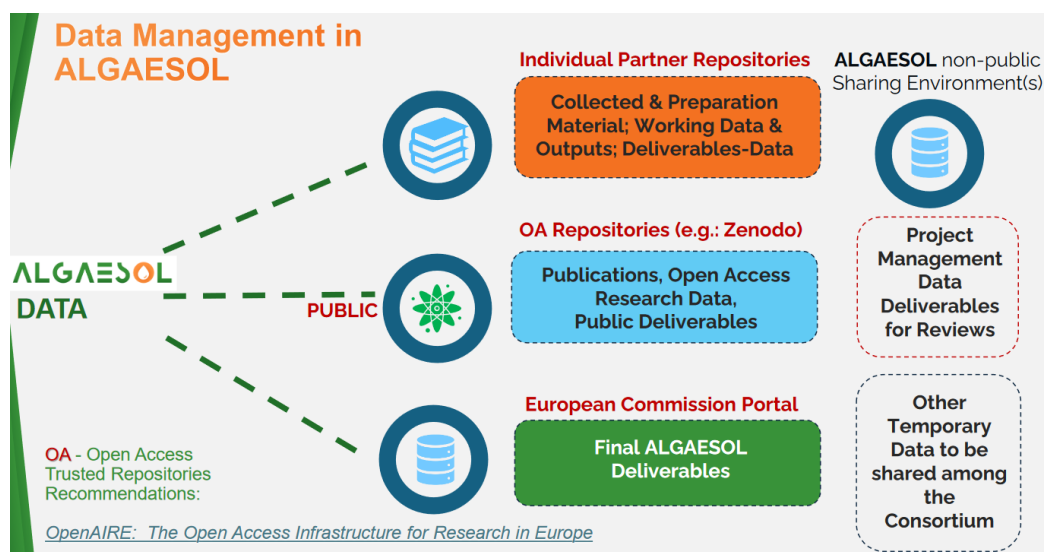 Data Management in
ALGAESOL
Individual Partner Repositories
Collected & Preparation
Material; Working Data &
Outputs; Deliverables-Data
ALGAESOL non-public
Sharing Environment(s)
OA Repositories (e.g.: Zenodo)
Publications, Open Access
Research Data,
Public Deliverables
Project
Management
Data
Deliverables
for Reviews
ALGAESOL
DATA
PUBLIC
European Commission Portal
Final ALGAESOL
Deliverables
Other
Temporary
Data to be
shared among
the
Consortium
OA - Open Access
Trusted Repositories
Recommendations:
OpenAIRE: The Open Access Infrastructure for Research in Europe